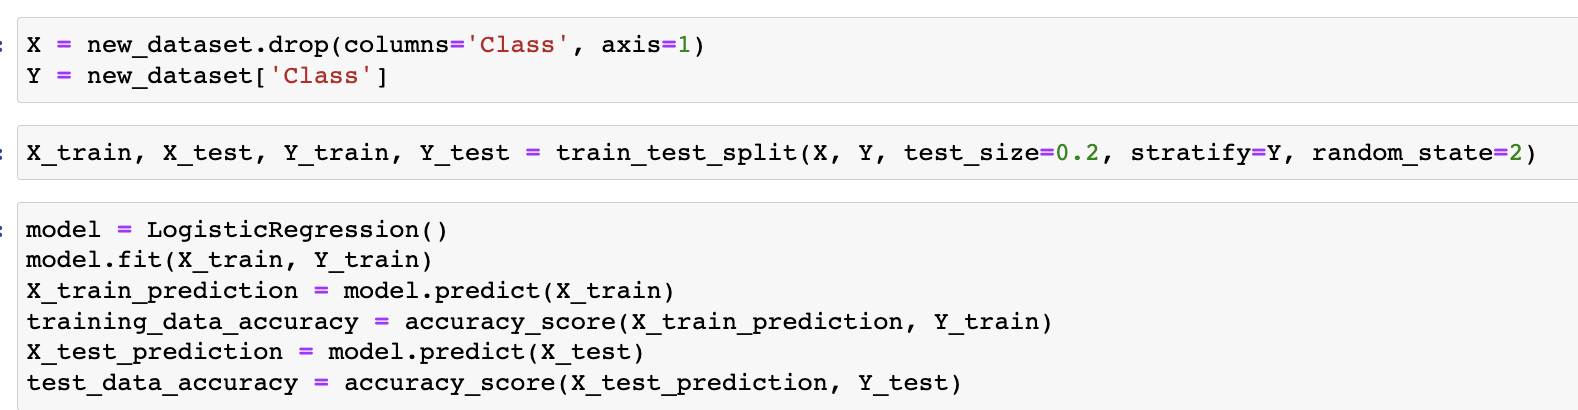 X = new_dataset.drop(columns='Class', axis=1)
Y = new_dataset['Class']
X_train, X_test, Y_train, Y_test = train_test_split(X, Y, test_size=0.2, stratify=Y, random_state=2)
model = LogisticRegression()
model.fit(X_train, Y_train)
X_train_prediction = model.predict(X_train)
training_data_accuracy = accuracy_score(X_train_prediction, Y_train)
X_test_prediction = model.predict(X_test)
test_data_accuracy = accuracy_score(X_test_prediction, Y_test)